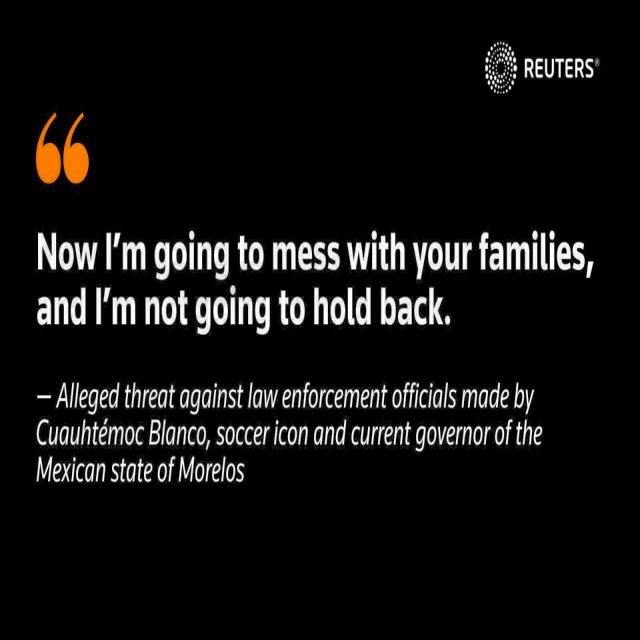 REUTERS®
“
Now I’m going to mess with your families,
and I’m not going to hold back.
– Alleged threat against law enforcement officials made by
Cuauhtémoc Blanco, soccer icon and current governor of the
Mexican state of Morelos